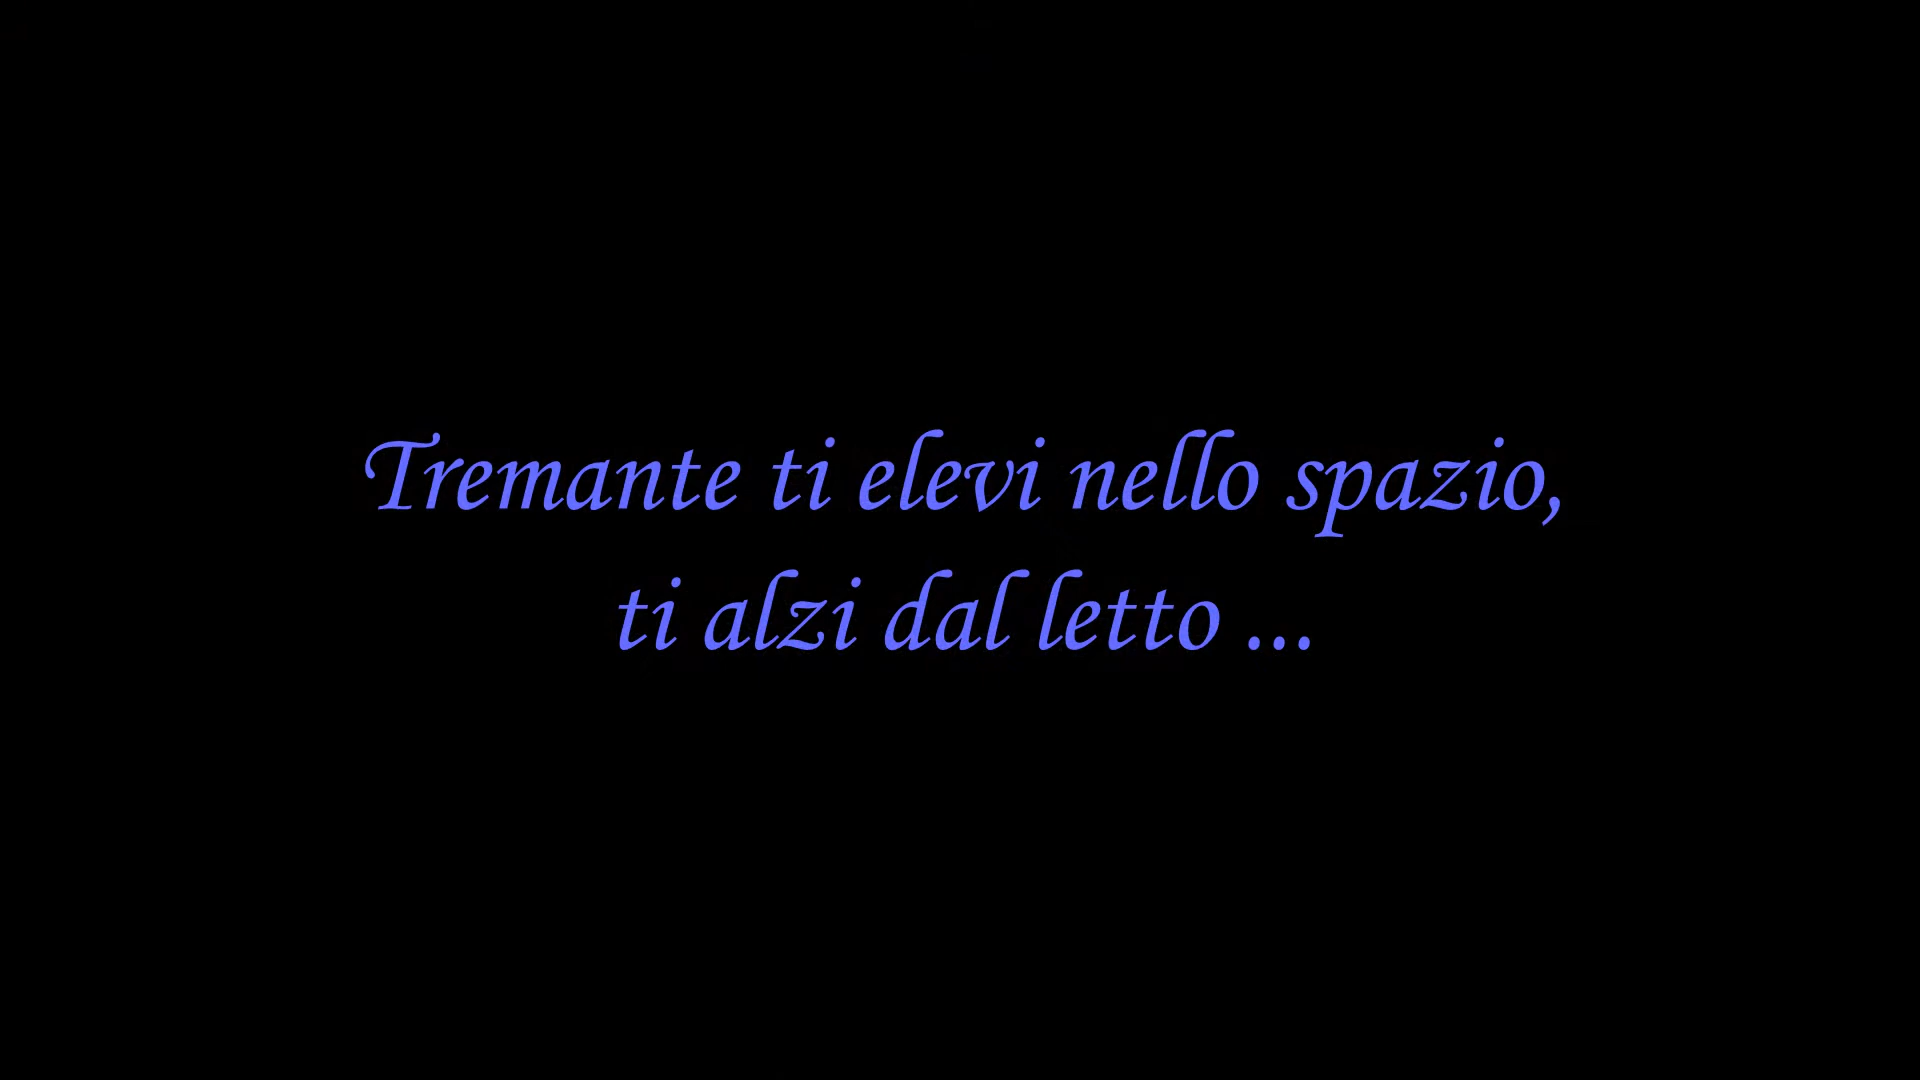 Tremante ti elevi nello spazio,
ti alzi dal letto ...